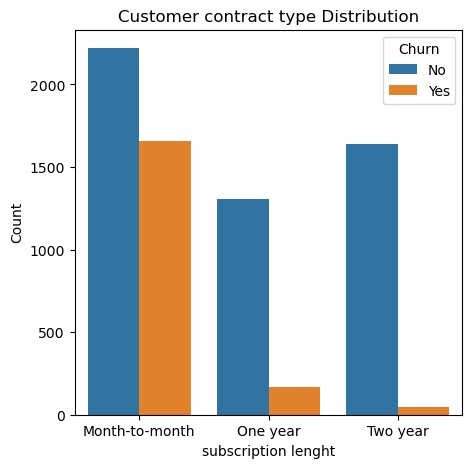 Customer contract type Distribution
Churn
No
Yes
2000
1500
1000
500
0
Count
Month-to-month
One year
Two year
subscription lenght